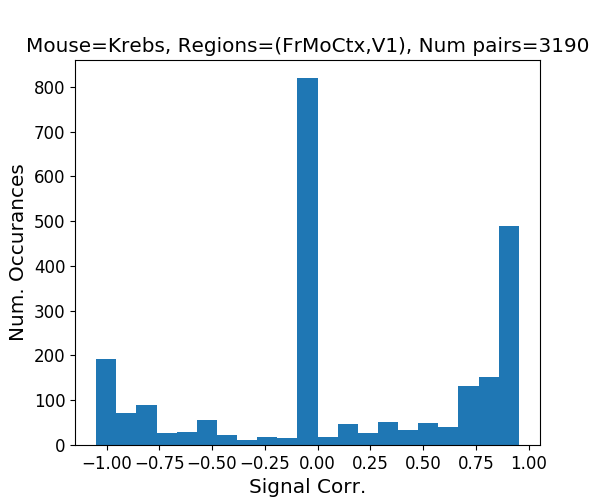 Mouse=Krebs, Regions=(FrMoCtx,V1), Num pairs=3190
800
700
600
500
400
300
200
100
0
Num. Occurances
−1.00 −0.75 −0.50 −0.25 0.00 0.25 0.50 0.75 1.00
Signal Corr.